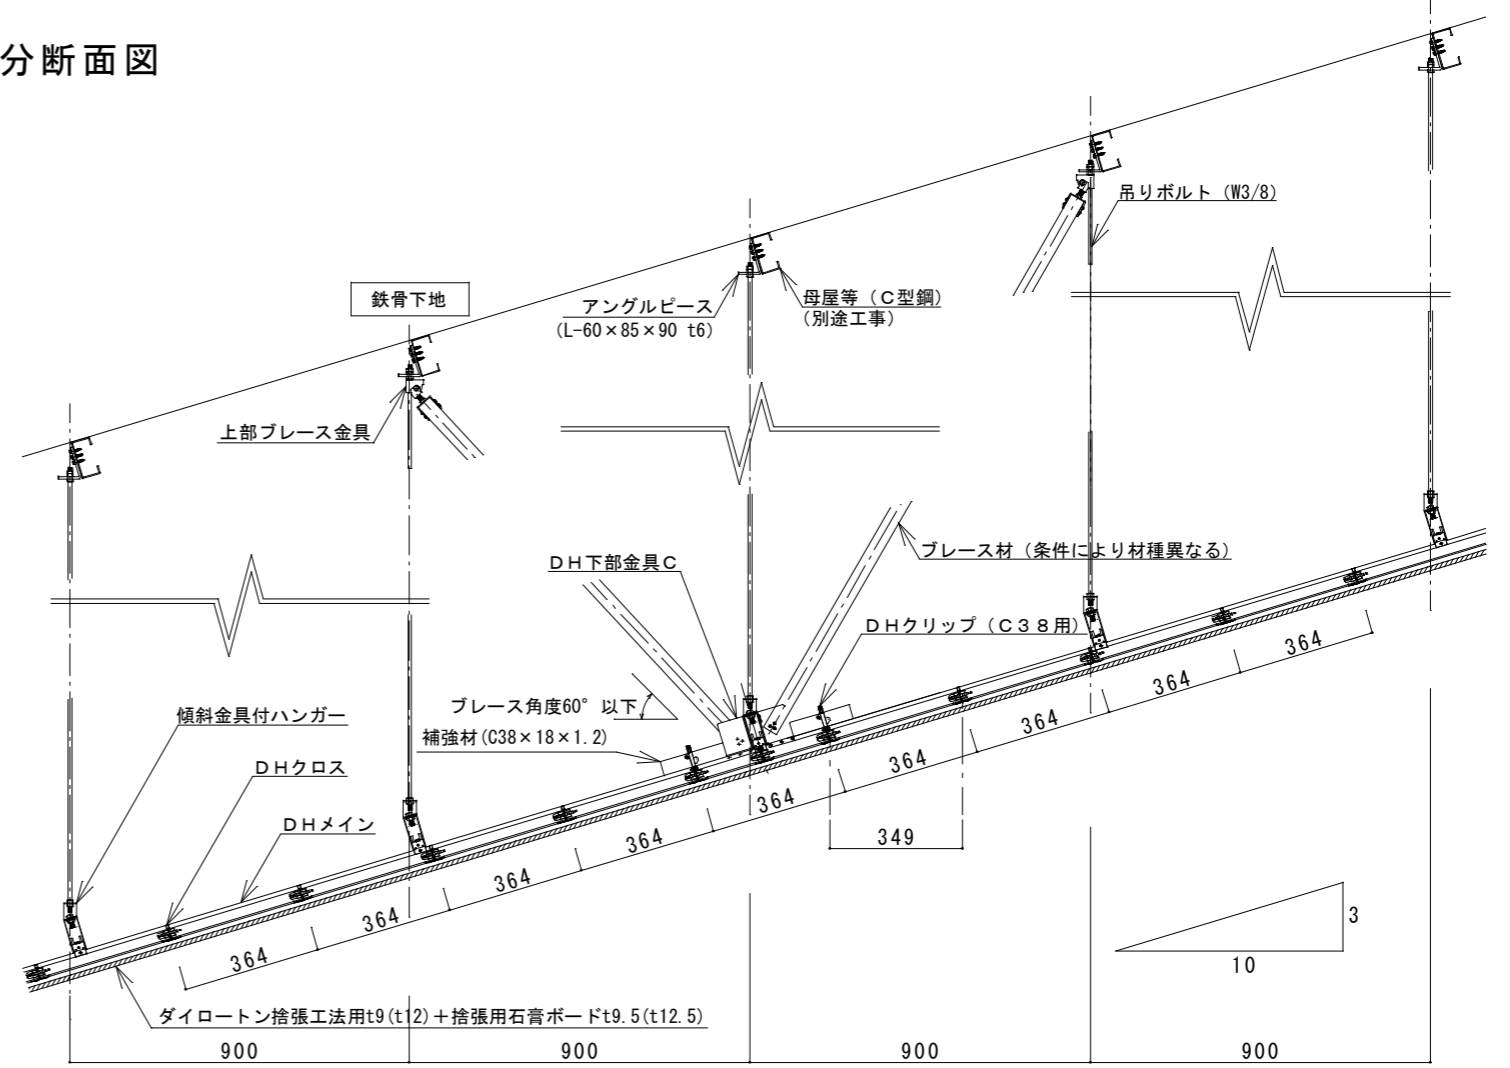 分断面図
吊りボルト（W3/8）
鉄骨下地
アングルピース
(L-60×85×90 t6)
母屋等（C型鋼）
（別途工事）
上部ブレース金具
DH下部金具C
ブレース材（条件により材種異なる）
DHクリップ（C38用）
364
364
364
364
364
364
364
364
364
ブレース角度60°以下
補強材(C38×18×1.2)
傾斜金具付ハンガー
DHクロス
DHメイン
349
3
10
ダイロートン捨張工法用t9(t12)＋捨張用石膏ボードt9.5(t12.5)
900
900
900
900